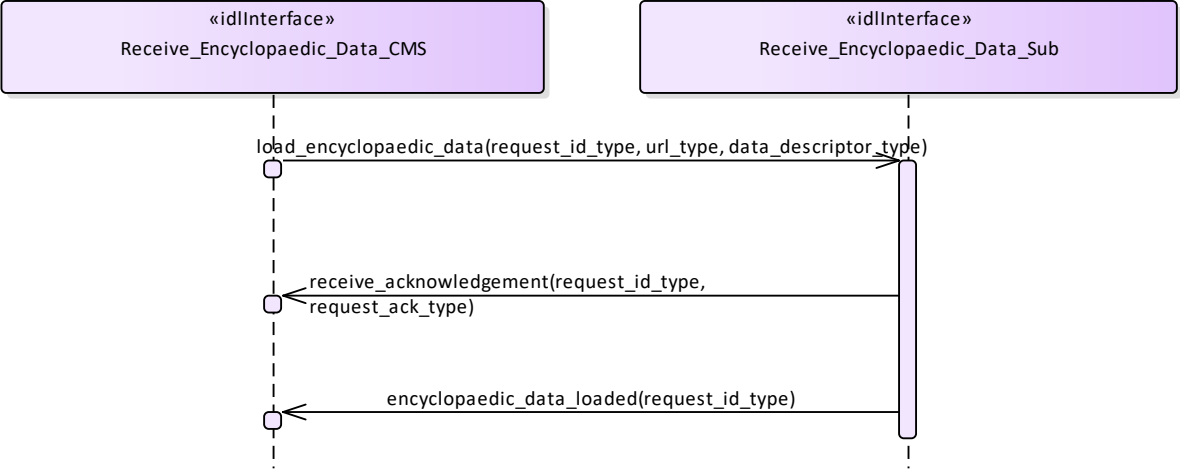 «idlInterface»
Receive_Encyclopaedic_Data_CMS
«idlInterface»
Receive_Encyclopaedic_Data_Sub
load_encyclopaedic_data(request_id_type, url_type, data_descriptor_type)
receive_acknowledgement(request_id_type,
request_ack_type)
encyclopaedic_data_loaded(request_id_type)